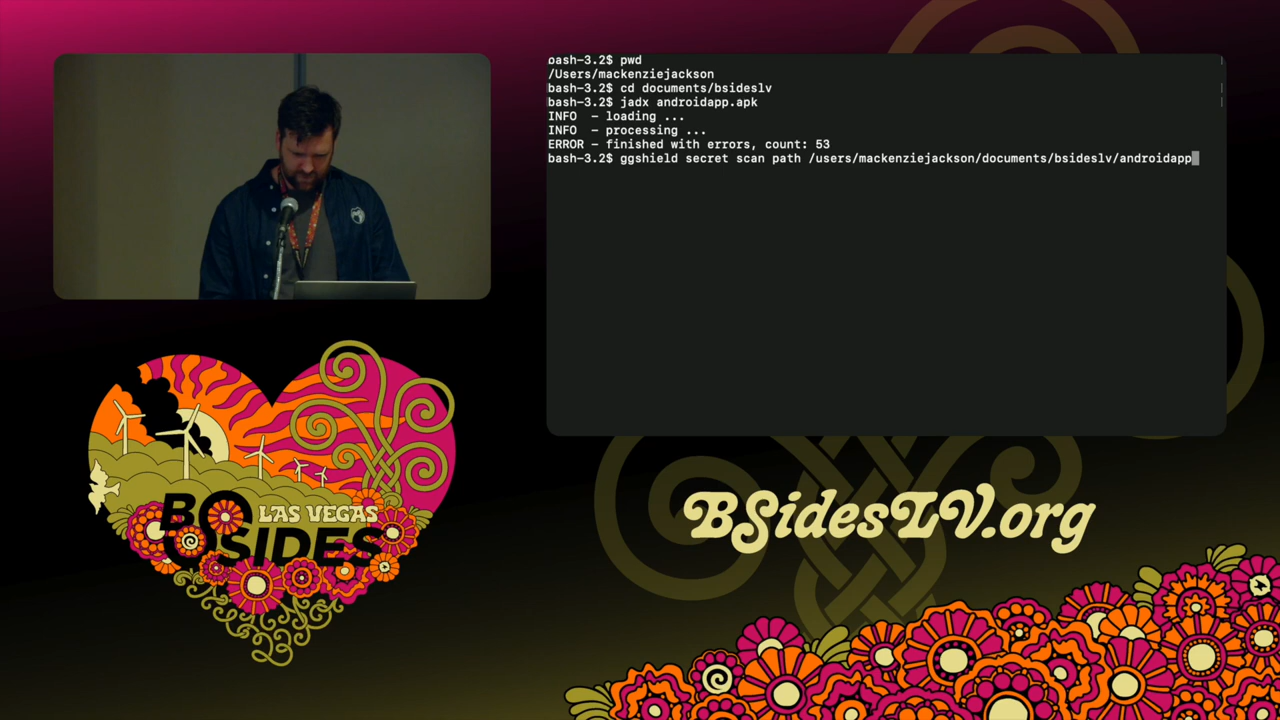 bash-3.2$ pwd
/Users/mackenziejackson
bash-3.2$ cd documents/bsideslv
bash-3.2$ jadx androidapp.apk
INFO  - loading ...
INFO  - processing ...
ERROR - finished with errors, count: 53
bash-3.2$ ggshield secret scan path /users/mackenziejackson/documents/bsideslv/androidapp
BSidesLV.org
LAS VEGAS
BSIDES